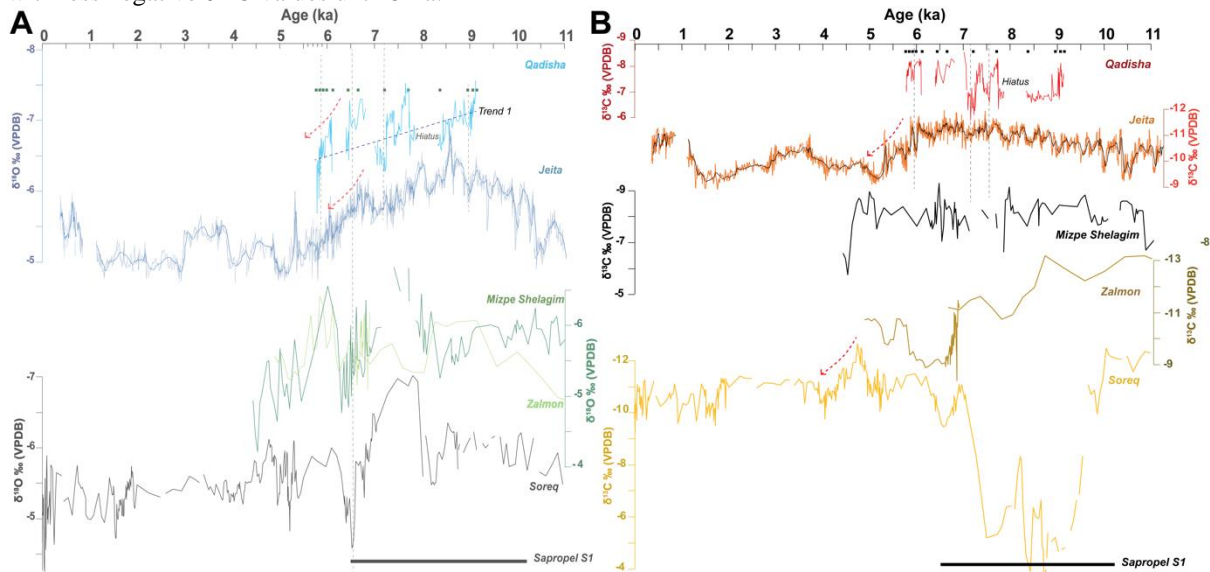 A
Age (ka)
0 1 2 3 4 5 6 7 8 9 10 11
-8
-7
-6
-5
δ¹⁸O ‰ (VPDB)
Qadisha
Trend 1
Hiatus
Jeita
Mizpe Shelagim
-6
-5
-4
δ¹⁸O ‰ (VPDB)
Zalmon
-7
-6
-5
δ¹⁸O ‰ (VPDB)
Soreq
Sapropel S1
B
Age (ka)
0 1 2 3 4 5 6 7 8 9 10 11
-9
-8
-7
-6
δ¹³C ‰ (VPDB)
Qadisha
Hiatus
-12
-11
-10
-9
δ¹³C ‰ (VPDB)
Jeita
-9
-7
-5
δ¹³C ‰ (VPDB)
Mizpe Shelagim
-8
-13
-11
-9
δ¹³C ‰ (VPDB)
Zalmon
-12
-10
-8
-6
-4
δ¹³C ‰ (VPDB)
Soreq
Sapropel S1